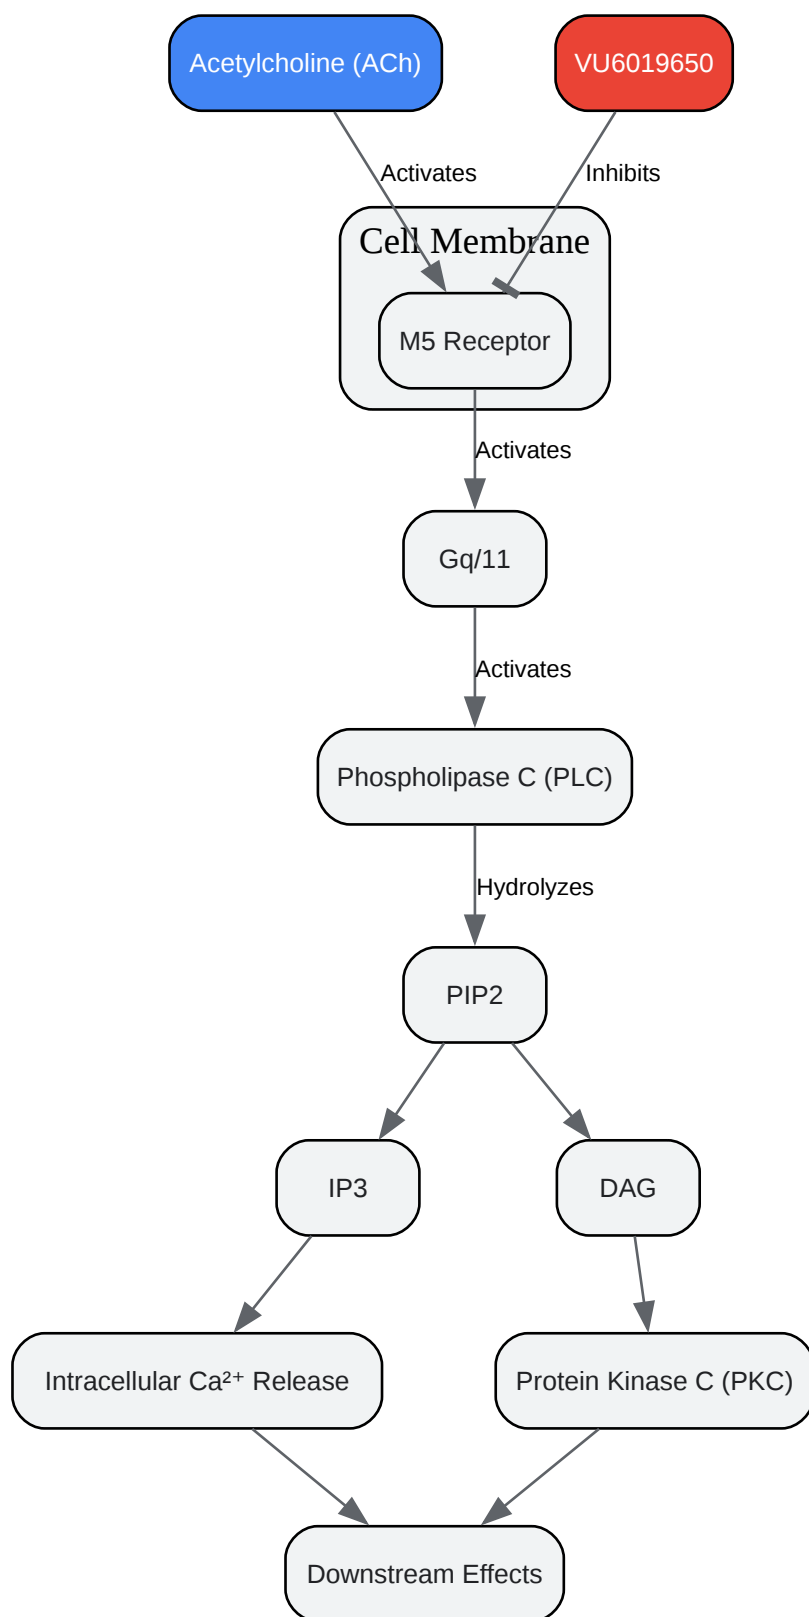 Acetylcholine (ACh)
VU6019650
Activates
Inhibits
Cell Membrane
M5 Receptor
Activates
Gq/11
Activates
Phospholipase C (PLC)
Hydrolyzes
PIP2
IP3
DAG
Intracellular Ca²⁺ Release
Protein Kinase C (PKC)
Downstream Effects